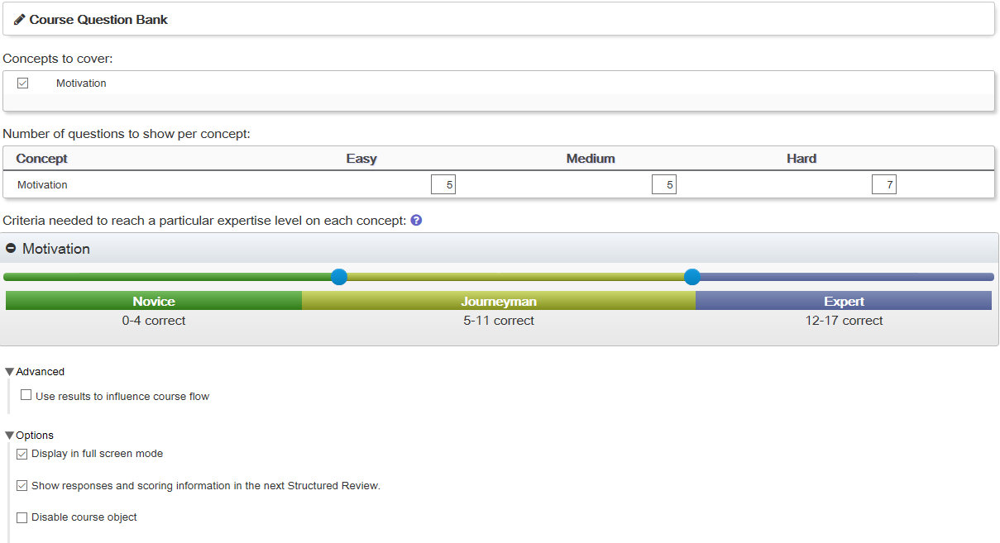 Course Question Bank
Concepts to cover:
Motivation
Number of questions to show per concept:
Concept Easy Medium Hard
Motivation 5 5 7
Criteria needed to reach a particular expertise level on each concept: ?
Motivation
Novice Journeyman Expert
0-4 correct 5-11 correct 12-17 correct
Advanced
Use results to influence course flow
Options
Display in full screen mode
Show responses and scoring information in the next Structured Review.
Disable course object